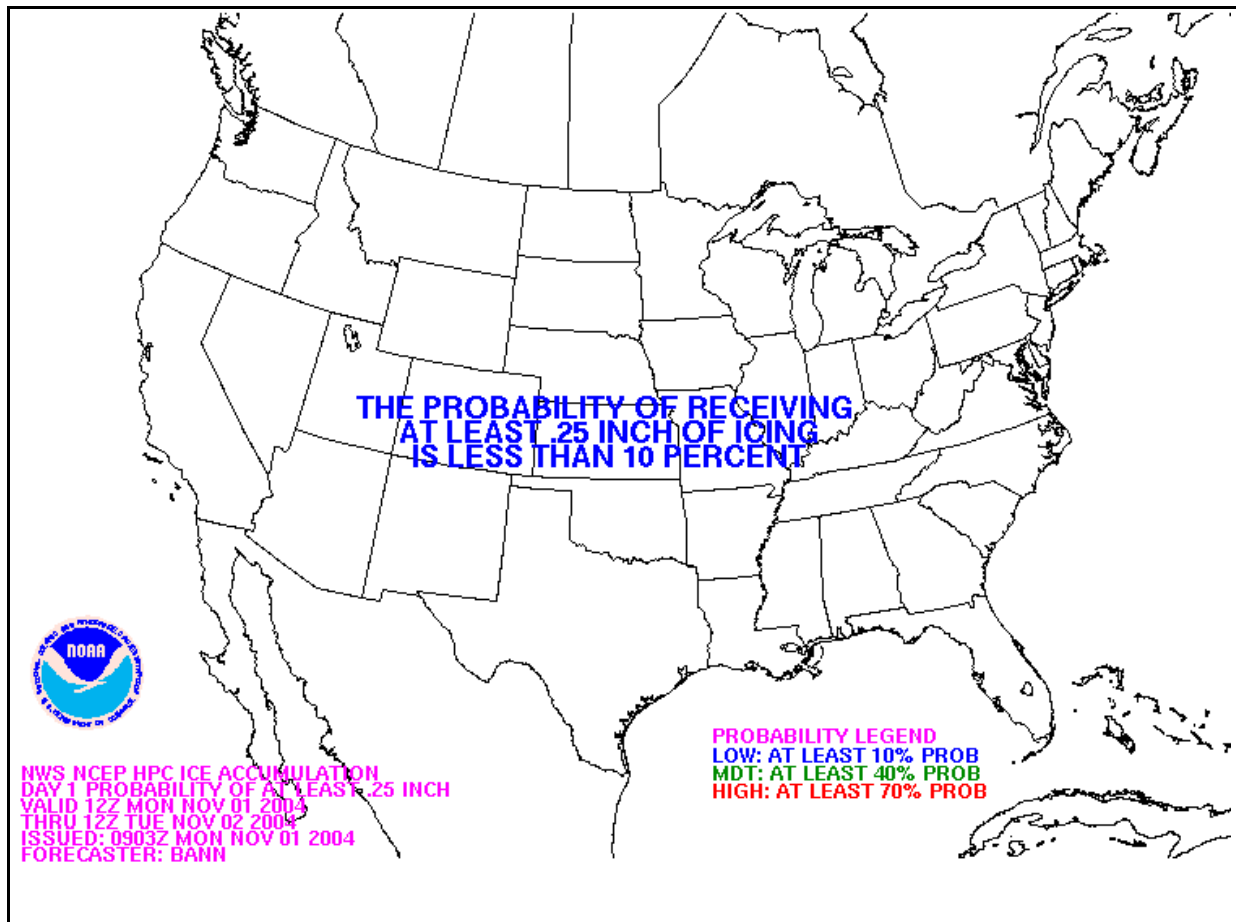 THE PROBABILITY OF RECEIVING
AT LEAST .25 INCH OF ICING
IS LESS THAN 10 PERCENT
NOAA
PROBABILITY LEGEND
LOW: AT LEAST 10% PROB
MDT: AT LEAST 40% PROB
HIGH: AT LEAST 70% PROB
NWS NCEP HPC ICE ACCUMULATION
DAY 1 PROBABILITY OF AT LEAST .25 INCH
VALID 12Z MON NOV 01 2004
THRU 12Z TUE NOV 02 2004
ISSUED: 0903Z MON NOV 01 2004
FORECASTER: BANN